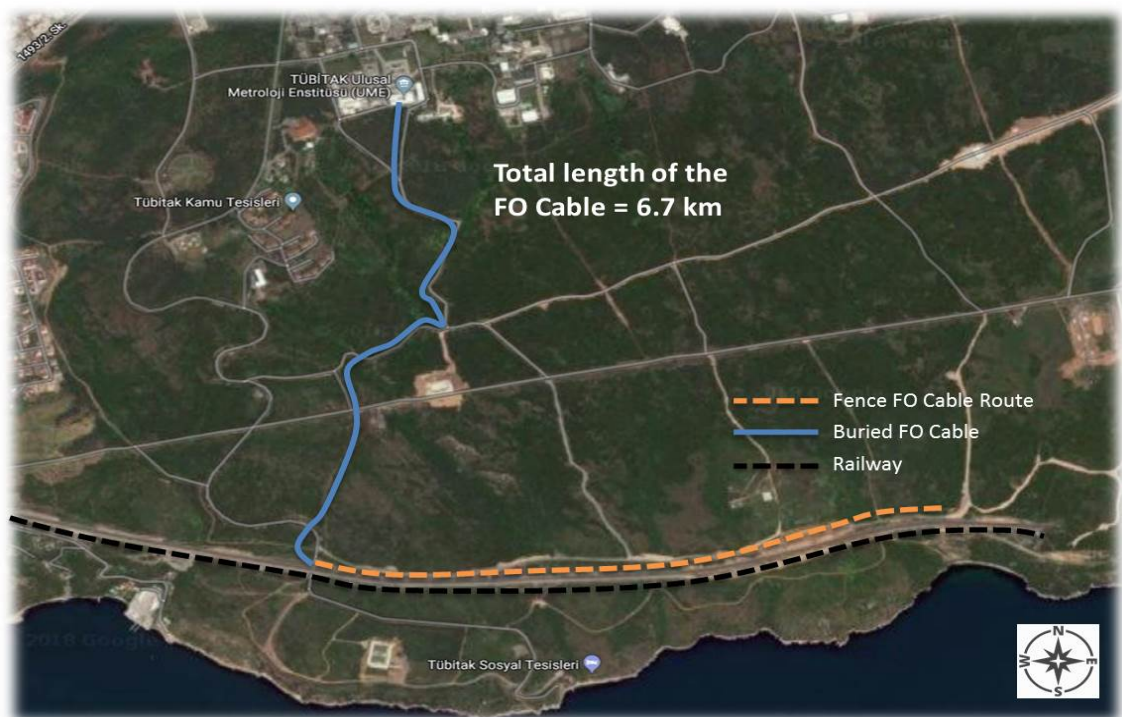 1493/2. Sk.
TÜBİTAK Ulusal
Metroloji Enstitüsü (UME)
Total length of the
FO Cable = 6.7 km
Tübitak Kamu Tesisleri
Fence FO Cable Route
Buried FO Cable
Railway
2018 Google
Tübitak Sosyal Tesisleri
N
W
E
S